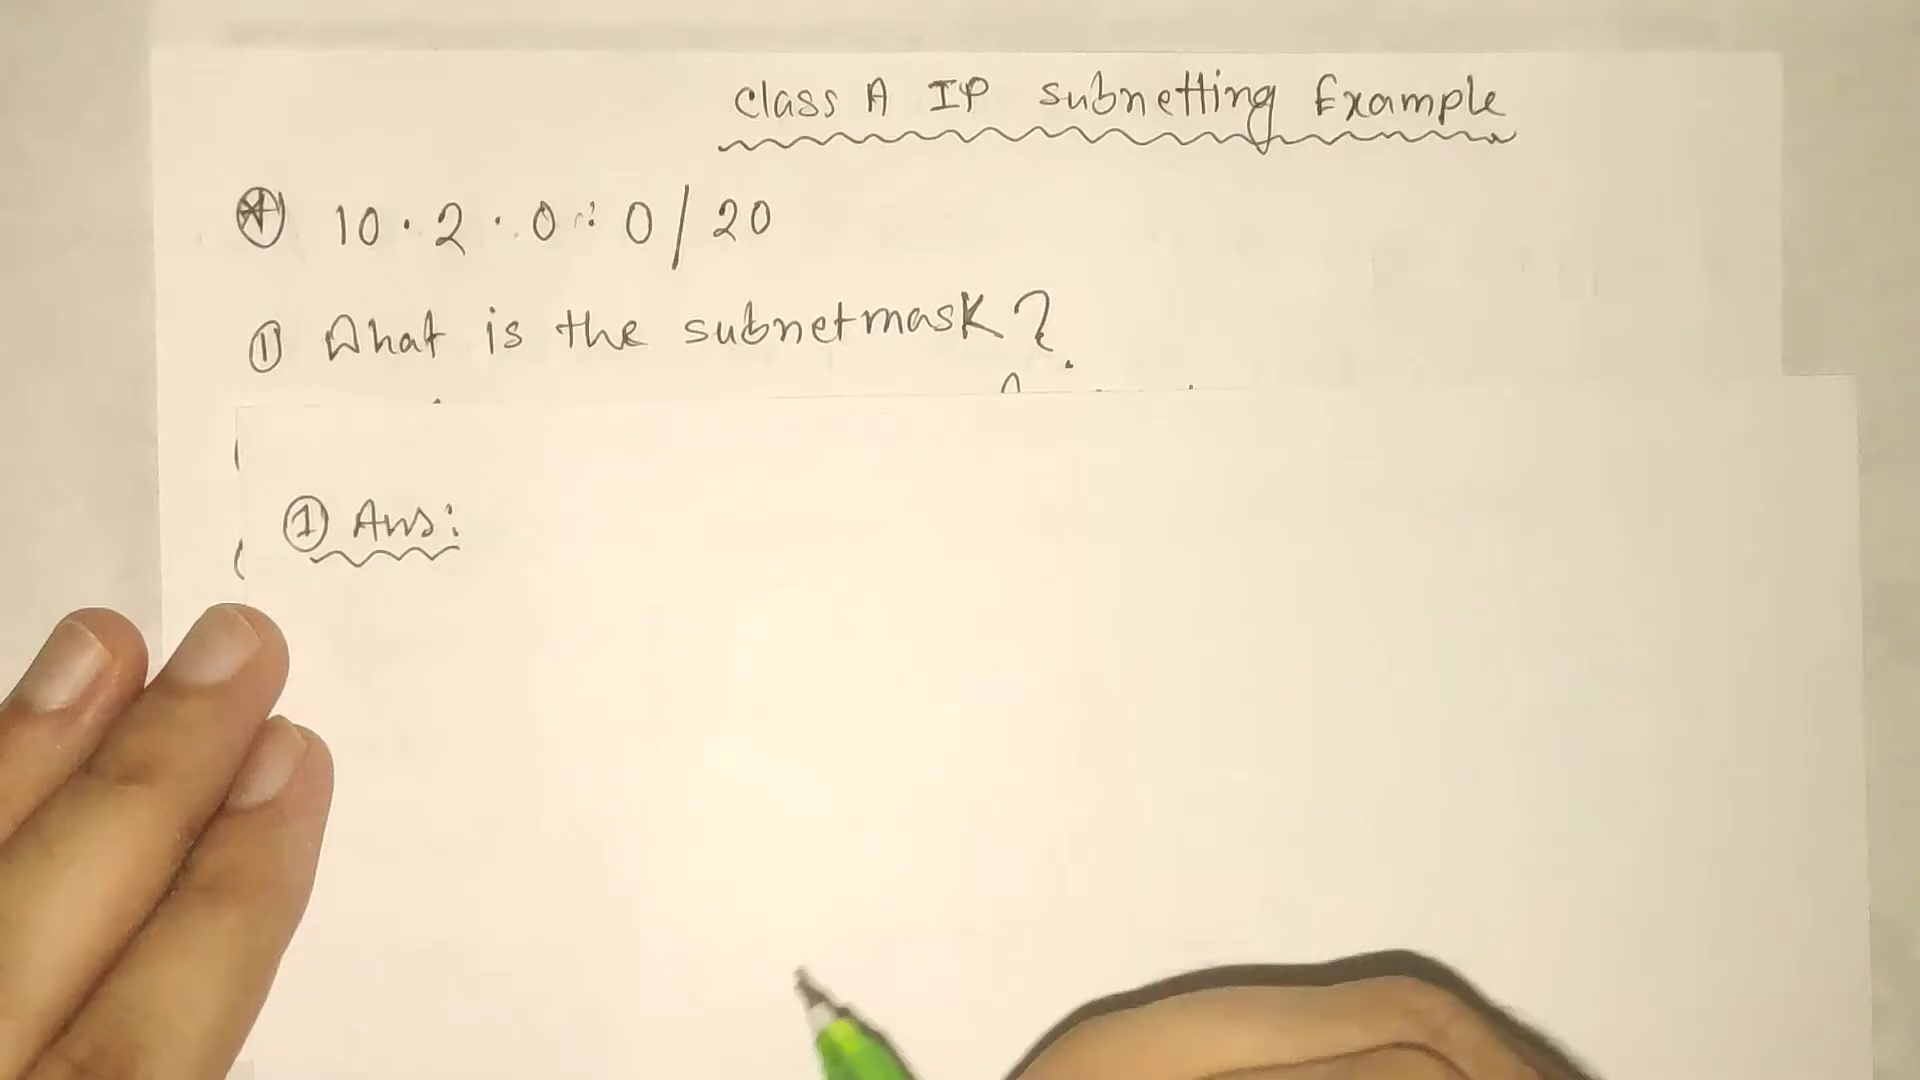 Class A IP subnetting Example
10.2.0.0/20
① What is the subnetmask?
① Ans: